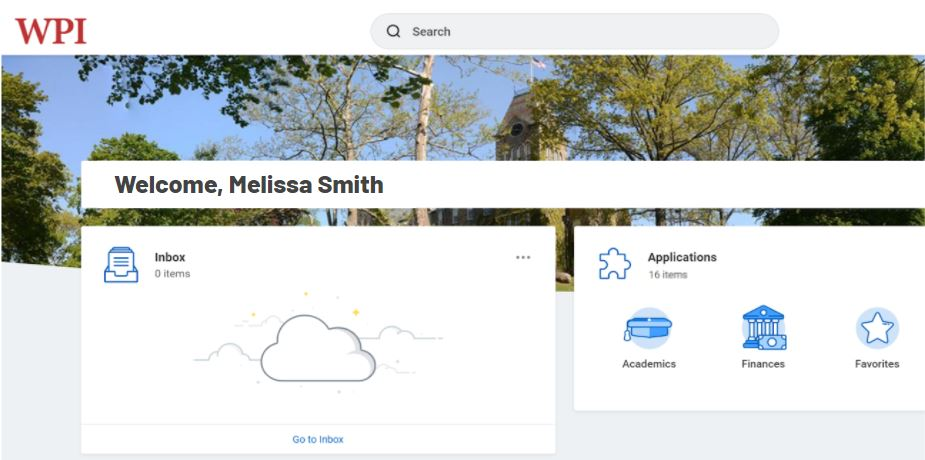 WPI
Search
Welcome, Melissa Smith
Inbox
0 items
Applications
16 items
Academics
Finances
Favorites
Go to Inbox